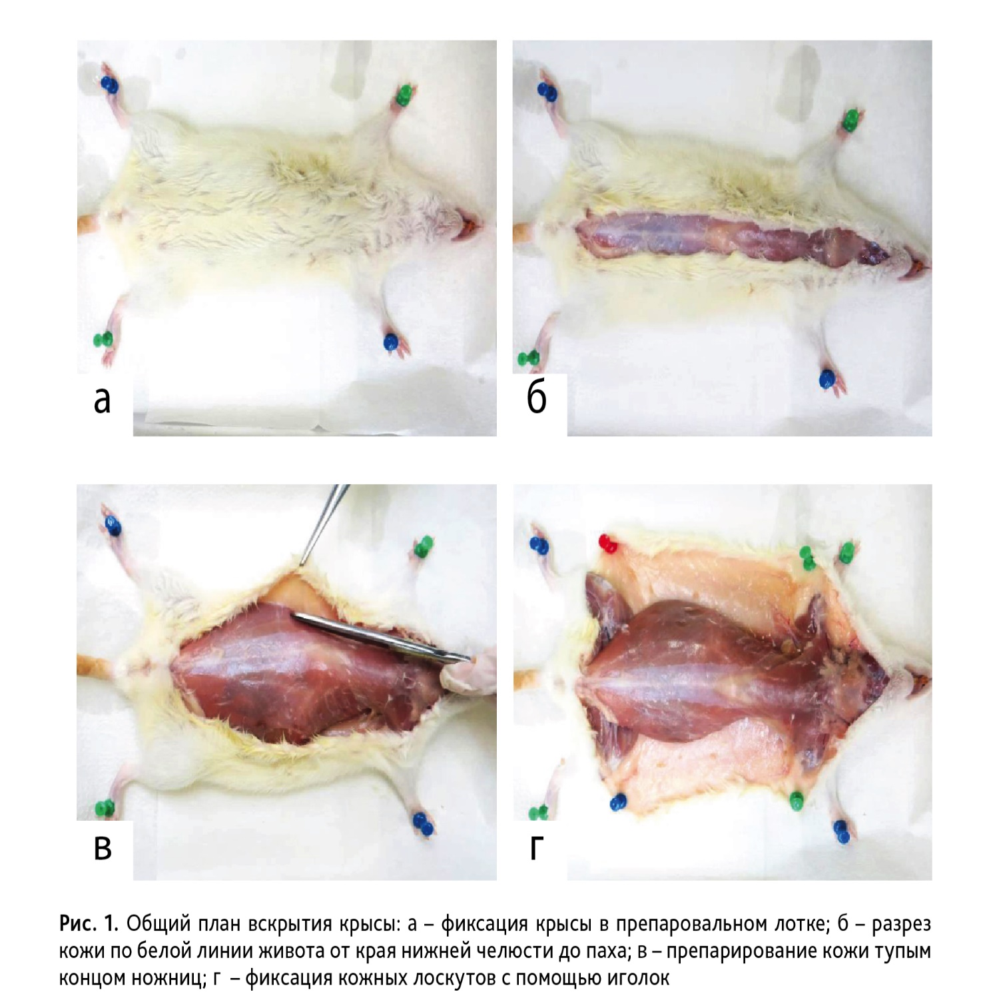 а
б
в
г
Рис. 1. Общий план вскрытия крысы: а – фиксация крысы в препаровальном лотке; б – разрез
кожи по белой линии живота от края нижней челюсти до паха; в – препарирование кожи тупым
концом ножниц; г – фиксация кожных лоскутов с помощью иголок